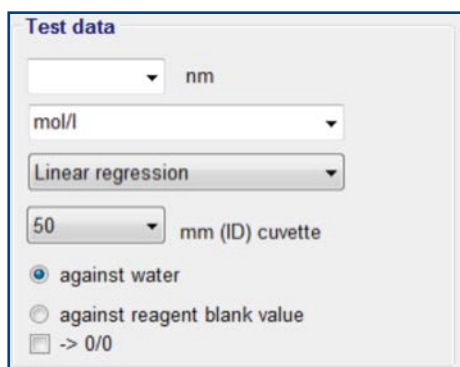 Test data
nm
mol/l
Linear regression
50 mm (ID) cuvette
against water
against reagent blank value
-> 0/0